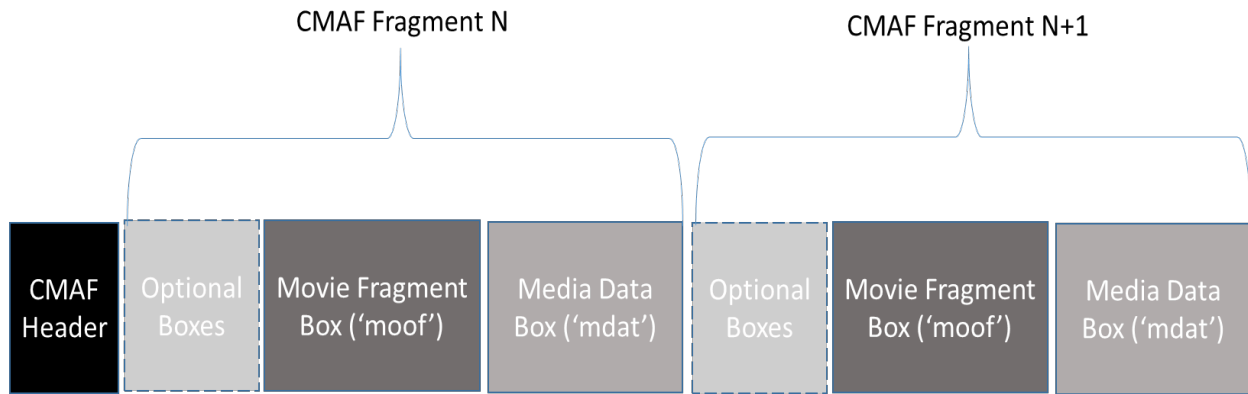 CMAF Fragment N
CMAF Fragment N+1
CMAF
Header
Optional
Boxes
Movie Fragment
Box (‘moof’)
Media Data
Box (‘mdat’)
Optional
Boxes
Movie Fragment
Box (‘moof’)
Media Data
Box (‘mdat’)